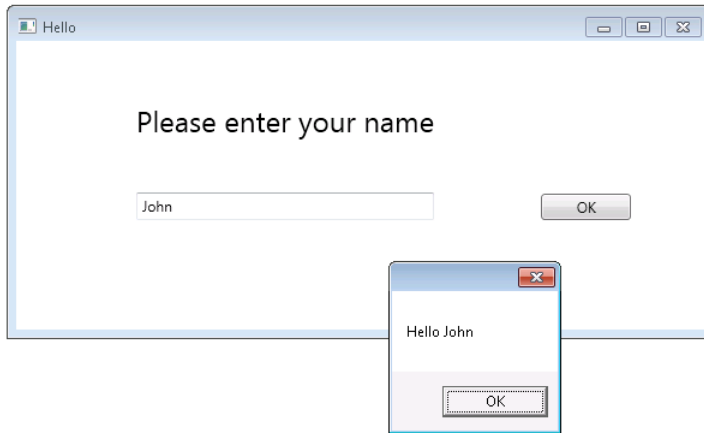 Hello
Please enter your name
John
OK
Hello John
OK